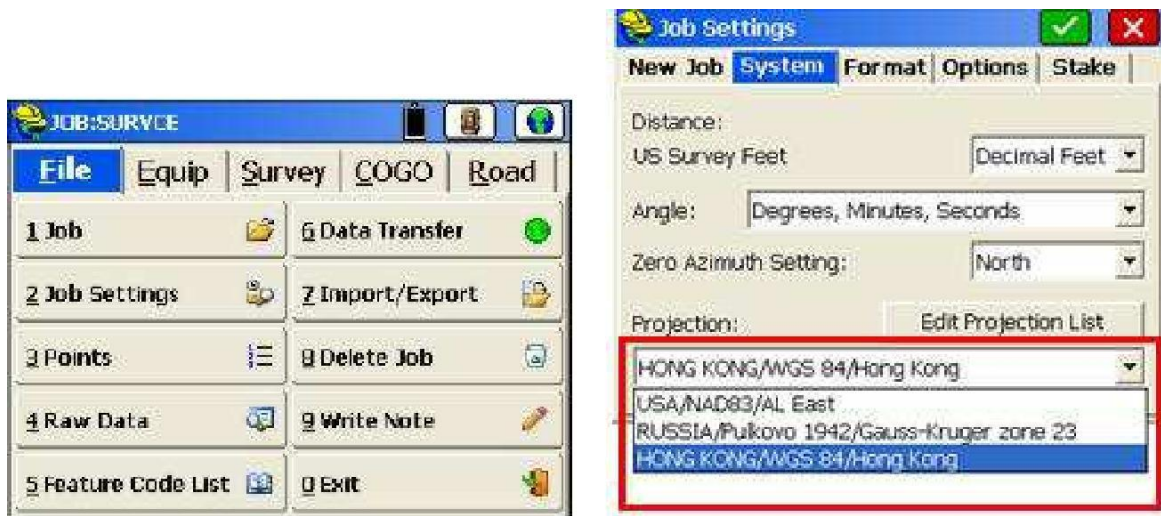 JOB:SURVCE
File Equip Survey COGO Road
1 Job 6 Data Transfer
2 Job Settings 7 Import/Export
3 Points 8 Delete Job
4 Raw Data 9 Write Note
5 Feature Code List 0 Exit
Job Settings
New Job System Format Options Stake
Distance:
US Survey Feet Decimal Feet
Angle: Degrees, Minutes, Seconds
Zero Azimuth Setting: North
Projection: Edit Projection List
HONG KONG/WGS 84/Hong Kong
USA/NAD83/AL East
RUSSIA/Pulkovo 1942/Gauss-Kruger zone 23
HONG KONG/WGS 84/Hong Kong